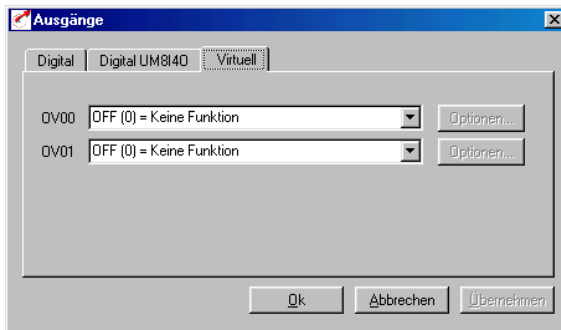 Ausgänge
Digital Digital UM8I4O Virtuell
OV00 OFF (0) = Keine Funktion Optionen...
OV01 OFF (0) = Keine Funktion Optionen...
Ok Abbrechen Übernehmen